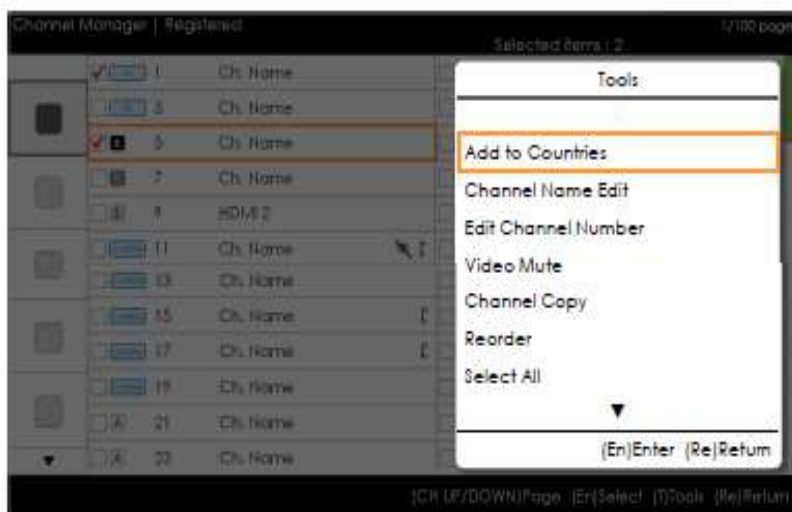 Channel Manager | Registered 1/100 page
Selected items : 2
1 Ch. Name
3 Ch. Name
5 Ch. Name
7 Ch. Name
9 HDMI 2
11 Ch. Name
13 Ch. Name
15 Ch. Name
17 Ch. Name
19 Ch. Name
A 21 Ch. Name
A 23 Ch. Name
Tools
Add to Countries
Channel Name Edit
Edit Channel Number
Video Mute
Channel Copy
Reorder
Select All
(En)Enter (Re)Return
(CH UP/DOWN)Page (En)Select (T)Tools (Re)Return